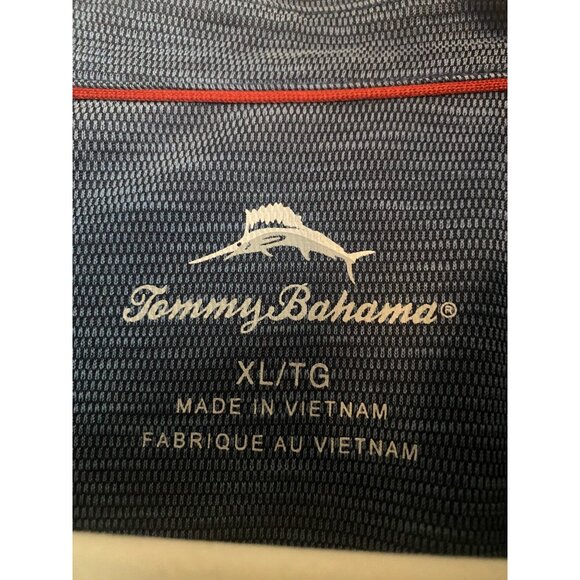 Tommy Bahama®
XL/TG
MADE IN VIETNAM
FABRIQUE AU VIETNAM